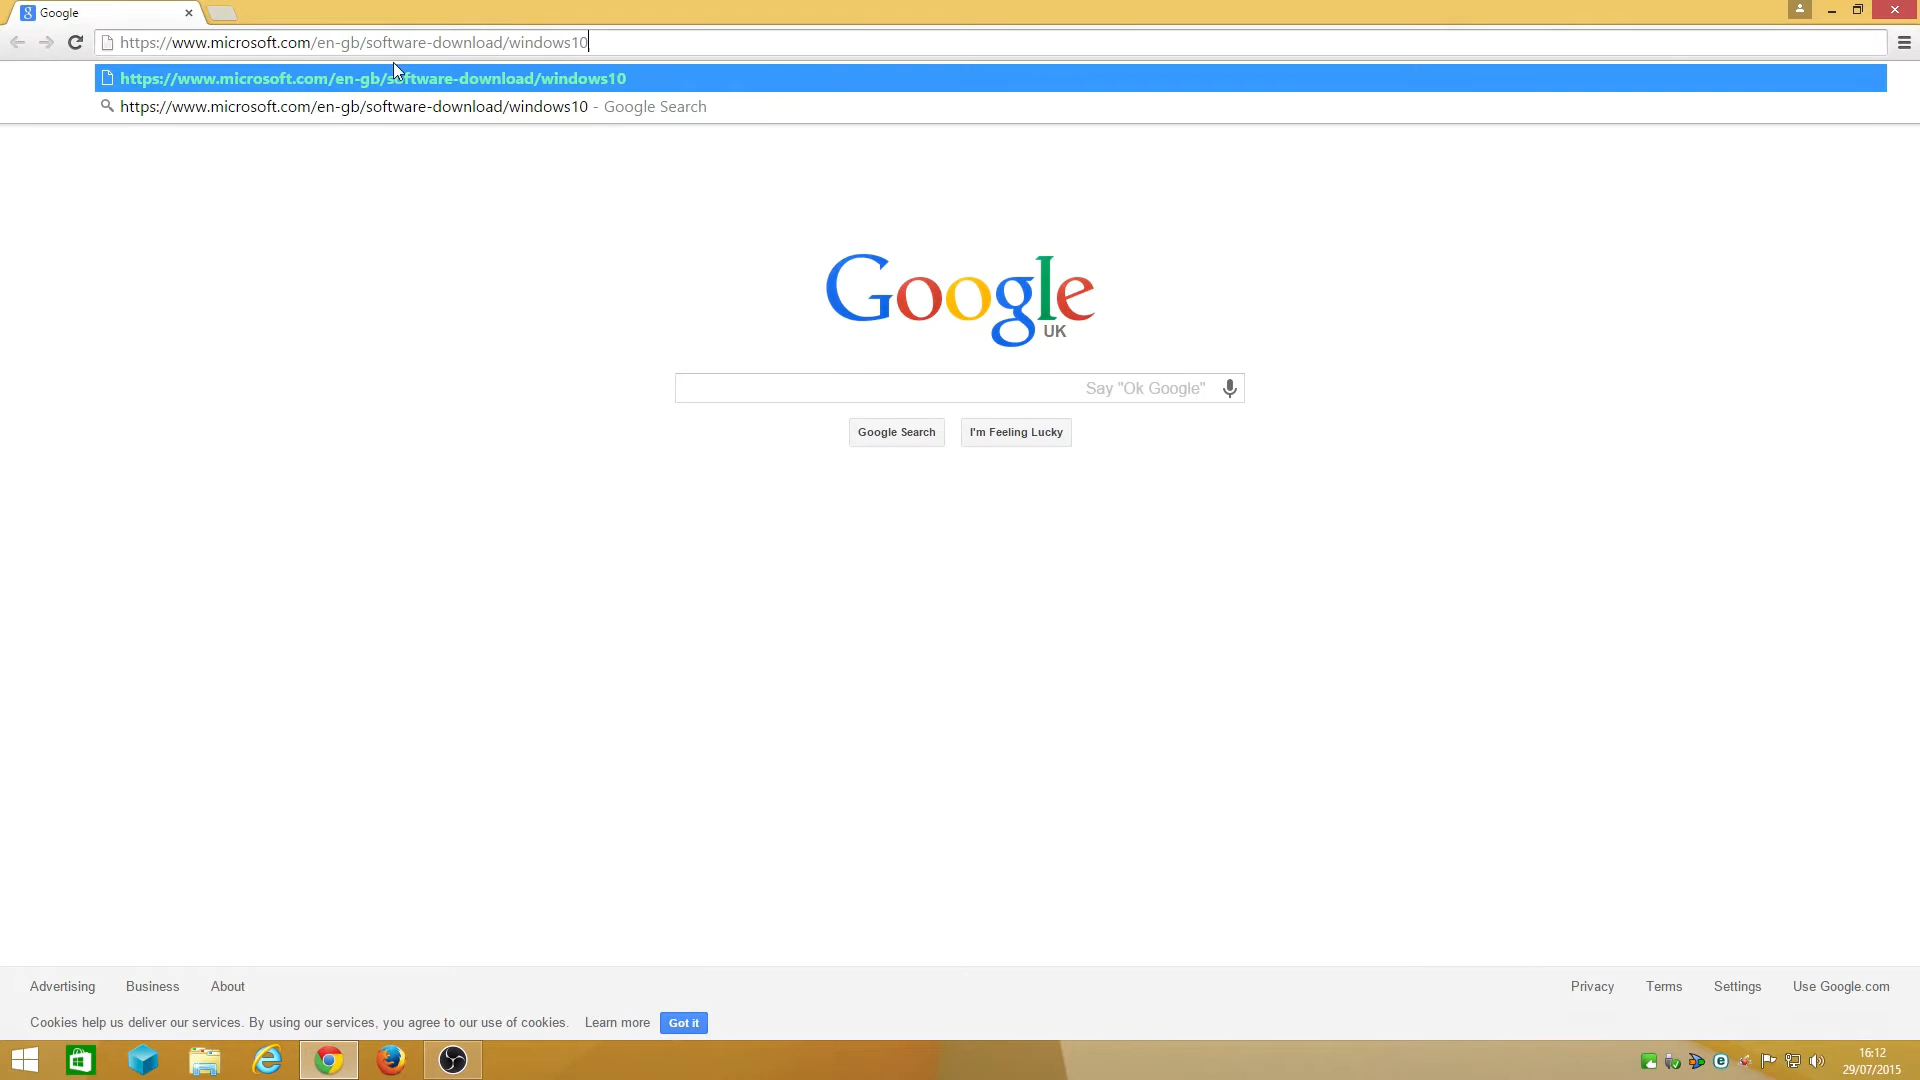 Google
https://www.microsoft.com/en-gb/software-download/windows10
https://www.microsoft.com/en-gb/software-download/windows10
https://www.microsoft.com/en-gb/software-download/windows10 - Google Search
Google
UK
Say "Ok Google"
Google Search
I'm Feeling Lucky
Advertising Business About Privacy Terms Settings Use Google.com
Cookies help us deliver our services. By using our services, you agree to our use of cookies. Learn more Got it
16:12
29/07/2015